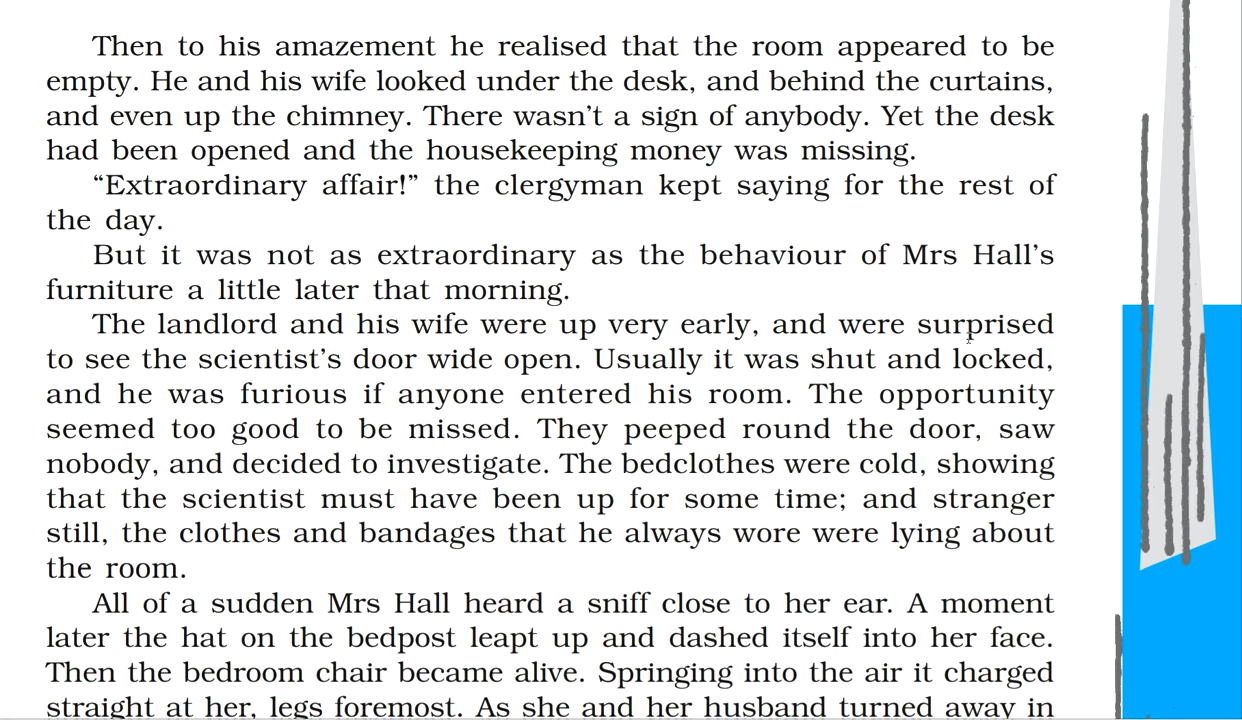 Then to his amazement he realised that the room appeared to be
empty. He and his wife looked under the desk, and behind the curtains,
and even up the chimney. There wasn’t a sign of anybody. Yet the desk
had been opened and the housekeeping money was missing.
“Extraordinary affair!” the clergyman kept saying for the rest of
the day.
But it was not as extraordinary as the behaviour of Mrs Hall’s
furniture a little later that morning.
The landlord and his wife were up very early, and were surprised
to see the scientist’s door wide open. Usually it was shut and locked,
and he was furious if anyone entered his room. The opportunity
seemed too good to be missed. They peeped round the door, saw
nobody, and decided to investigate. The bedclothes were cold, showing
that the scientist must have been up for some time; and stranger
still, the clothes and bandages that he always wore were lying about
the room.
All of a sudden Mrs Hall heard a sniff close to her ear. A moment
later the hat on the bedpost leapt up and dashed itself into her face.
Then the bedroom chair became alive. Springing into the air it charged
straight at her, legs foremost. As she and her husband turned away in